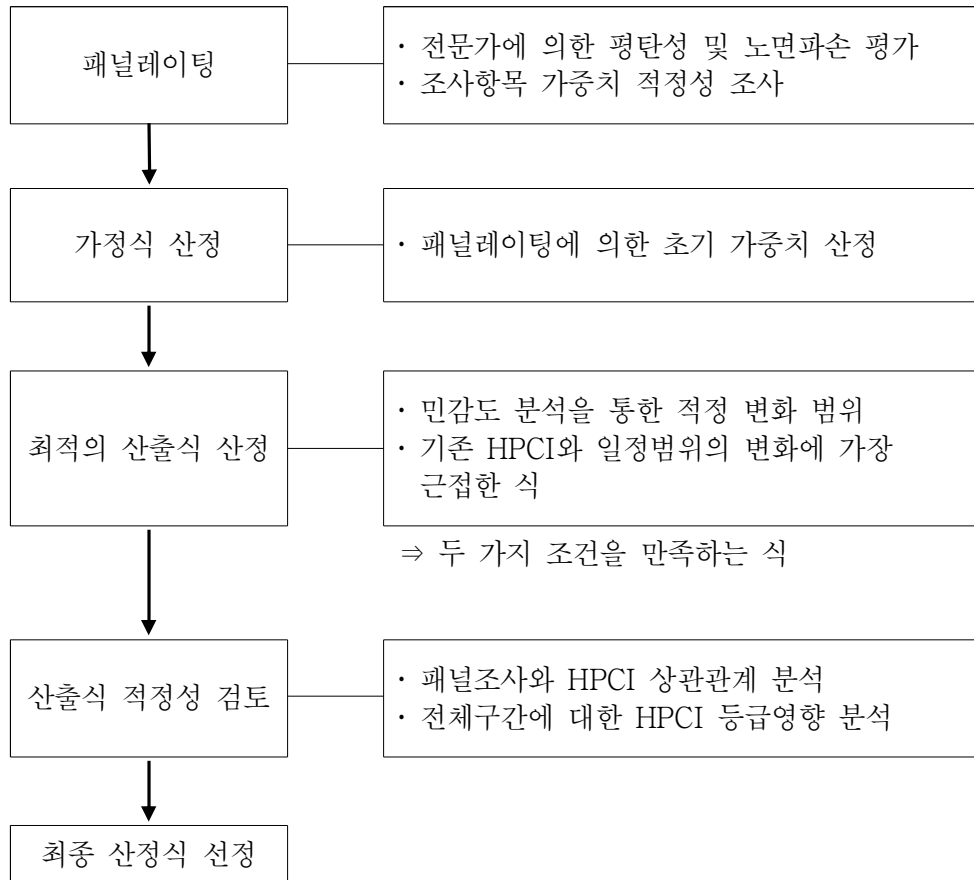 패널레이팅
· 전문가에 의한 평탄성 및 노면파손 평가
· 조사항목 가중치 적정성 조사
가정식 산정
· 패널레이팅에 의한 초기 가중치 산정
최적의 산출식 산정
· 민감도 분석을 통한 적정 변화 범위
· 기존 HPCI와 일정범위의 변화에 가장
근접한 식
⇒ 두 가지 조건을 만족하는 식
산출식 적정성 검토
· 패널조사와 HPCI 상관관계 분석
· 전체구간에 대한 HPCI 등급영향 분석
최종 산정식 선정